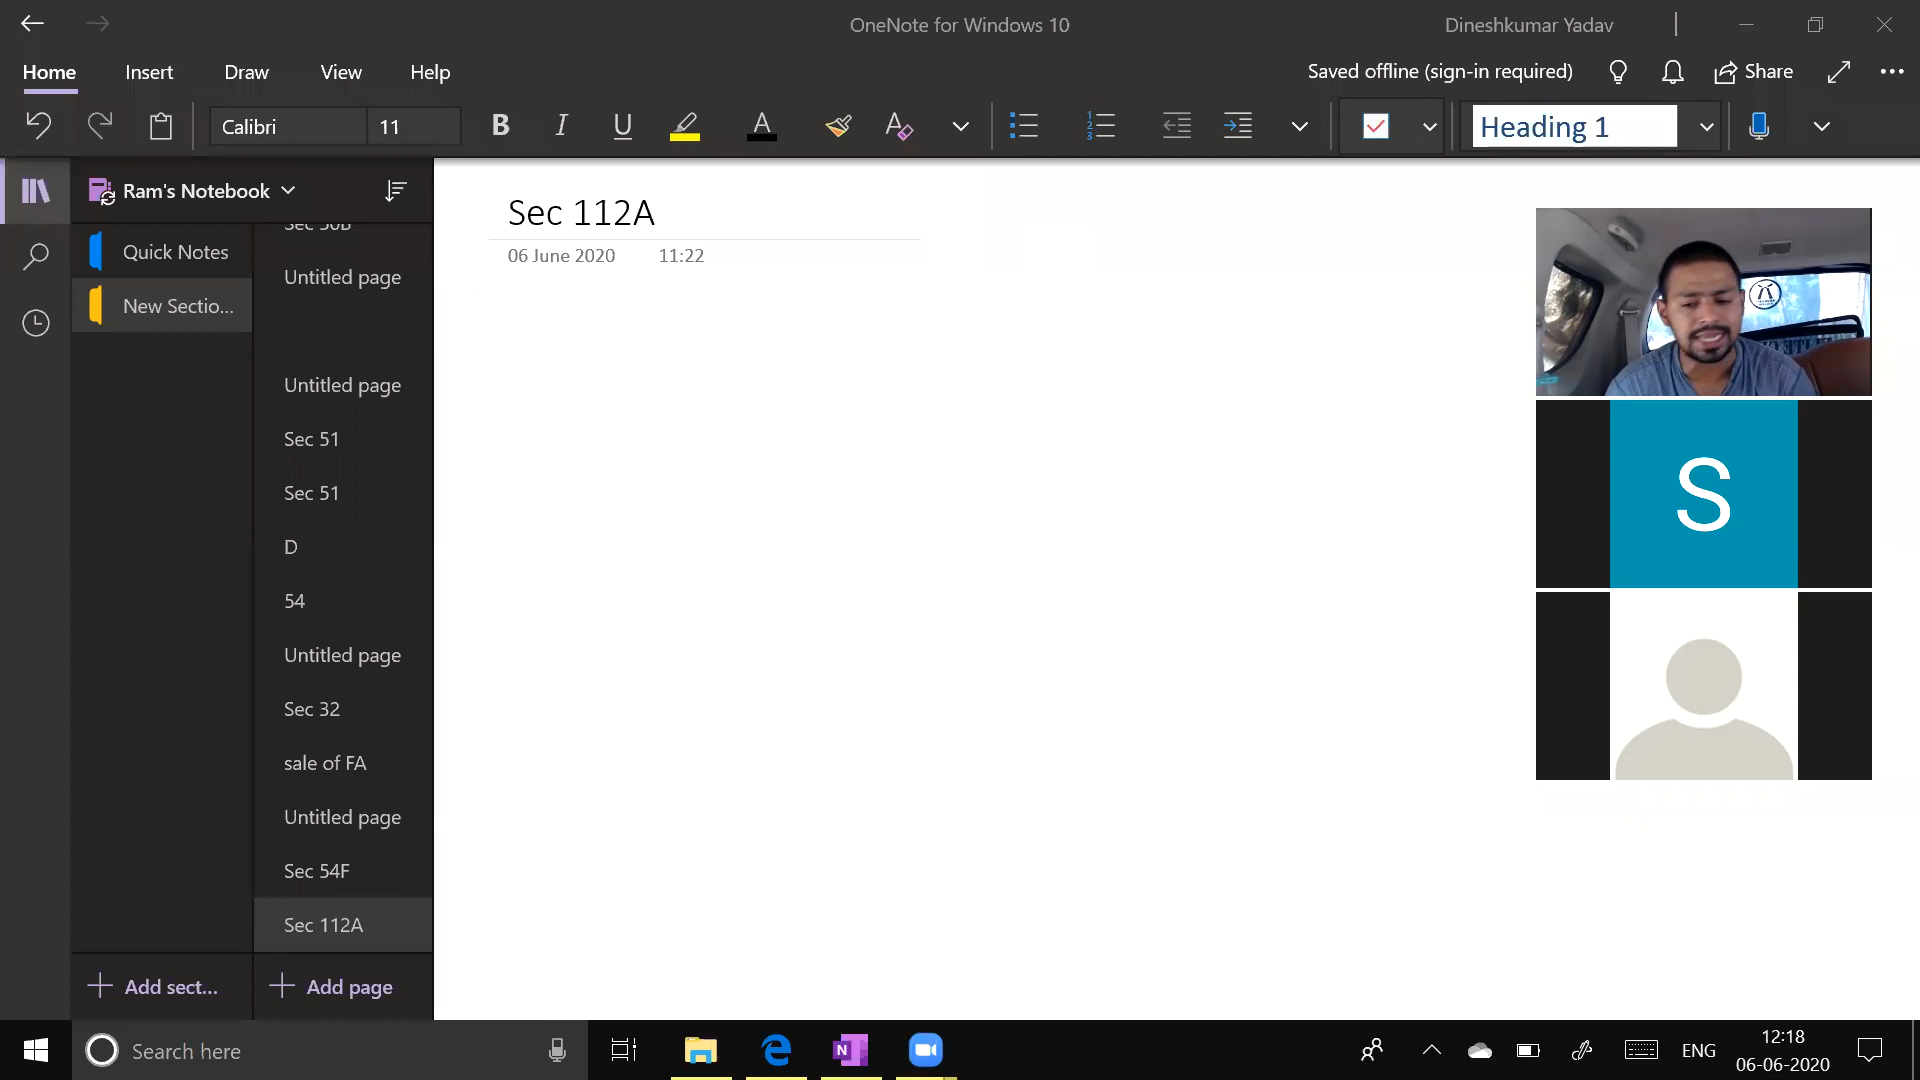 OneNote for Windows 10
Dineshkumar Yadav
Home Insert Draw View Help
Saved offline (sign-in required)
Share
Calibri 11
B I U A A
Heading 1
Ram's Notebook
Quick Notes
New Sectio...
Sec 50B
Untitled page
Untitled page
Sec 51
Sec 51
D
54
Untitled page
Sec 32
sale of FA
Untitled page
Sec 54F
Sec 112A
Add sect...
Add page
Sec 112A
06 June 2020 11:22
S
Search here
N
ENG
12:18
06-06-2020